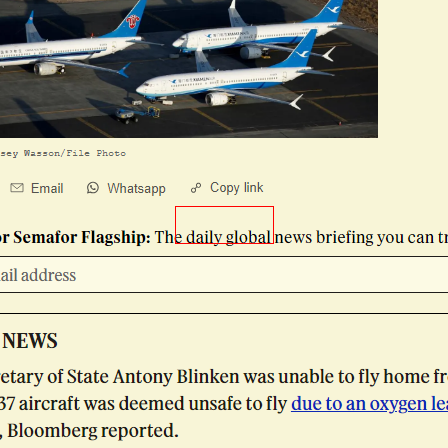 sey Wasson/File Photo
Email Whatsapp Copy link
r Semafor Flagship: The daily global news briefing you can tr
ail address
NEWS
etary of State Antony Blinken was unable to fly home fr
37 aircraft was deemed unsafe to fly due to an oxygen lea
, Bloomberg reported.